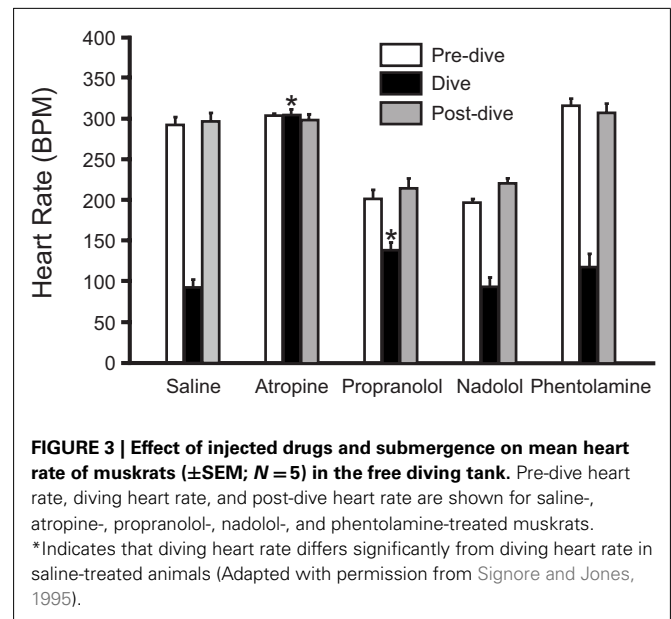 400
350
300
250
200
150
100
50
0
Heart Rate (BPM)
Pre-dive
Dive
Post-dive
*
*
Saline Atropine Propranolol Nadolol Phentolamine
FIGURE 3 | Effect of injected drugs and submergence on mean heart
rate of muskrats (±SEM; N = 5) in the free diving tank. Pre-dive heart
rate, diving heart rate, and post-dive heart rate are shown for saline-,
atropine-, propranolol-, nadolol-, and phentolamine-treated muskrats.
*Indicates that diving heart rate differs significantly from diving heart rate in
saline-treated animals (Adapted with permission from Signore and Jones,
1995).